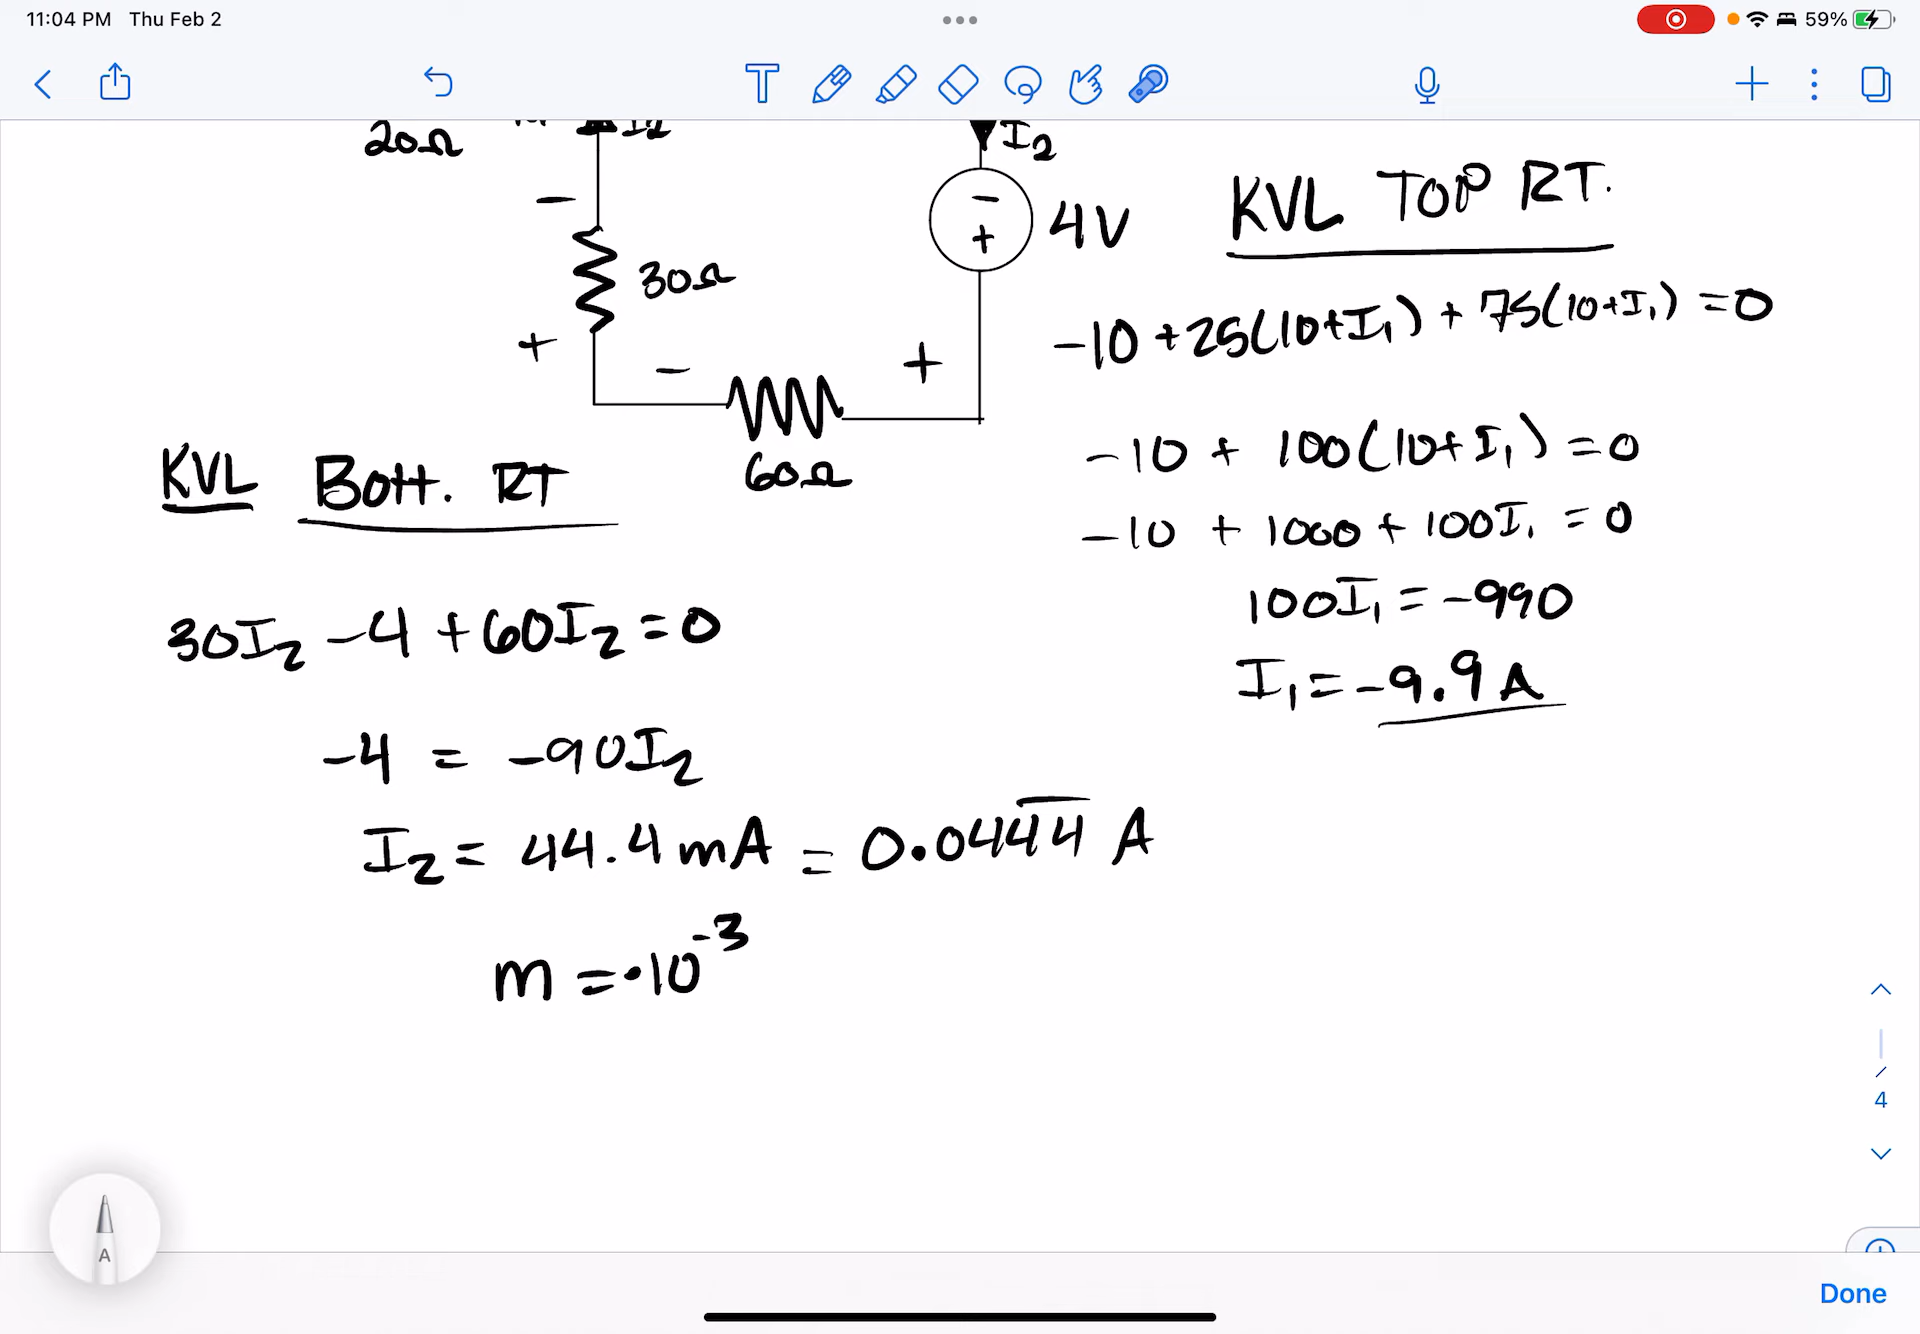 11:04 PM Thu Feb 2
59%
T
20Ω
I2
I2
4V
KVL TOP RT.
−
−
+
30Ω
-10 +25(10+I1) + 75(10+I1) = 0
+
−
+
-10 + 100(10+I1) = 0
KVL Bott. RT
60Ω
-10 + 1000 + 100I1 = 0
100I1 = -990
30I2 -4 +60I2 = 0
I1 = -9.9 A
-4 = -90I2
I2 = 44.4 mA = 0.0444 A
m = ·10^-3
4
A
Done